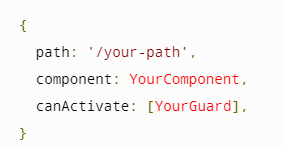 {
  path: '/your-path',
  component: YourComponent,
  canActivate: [YourGuard],
}